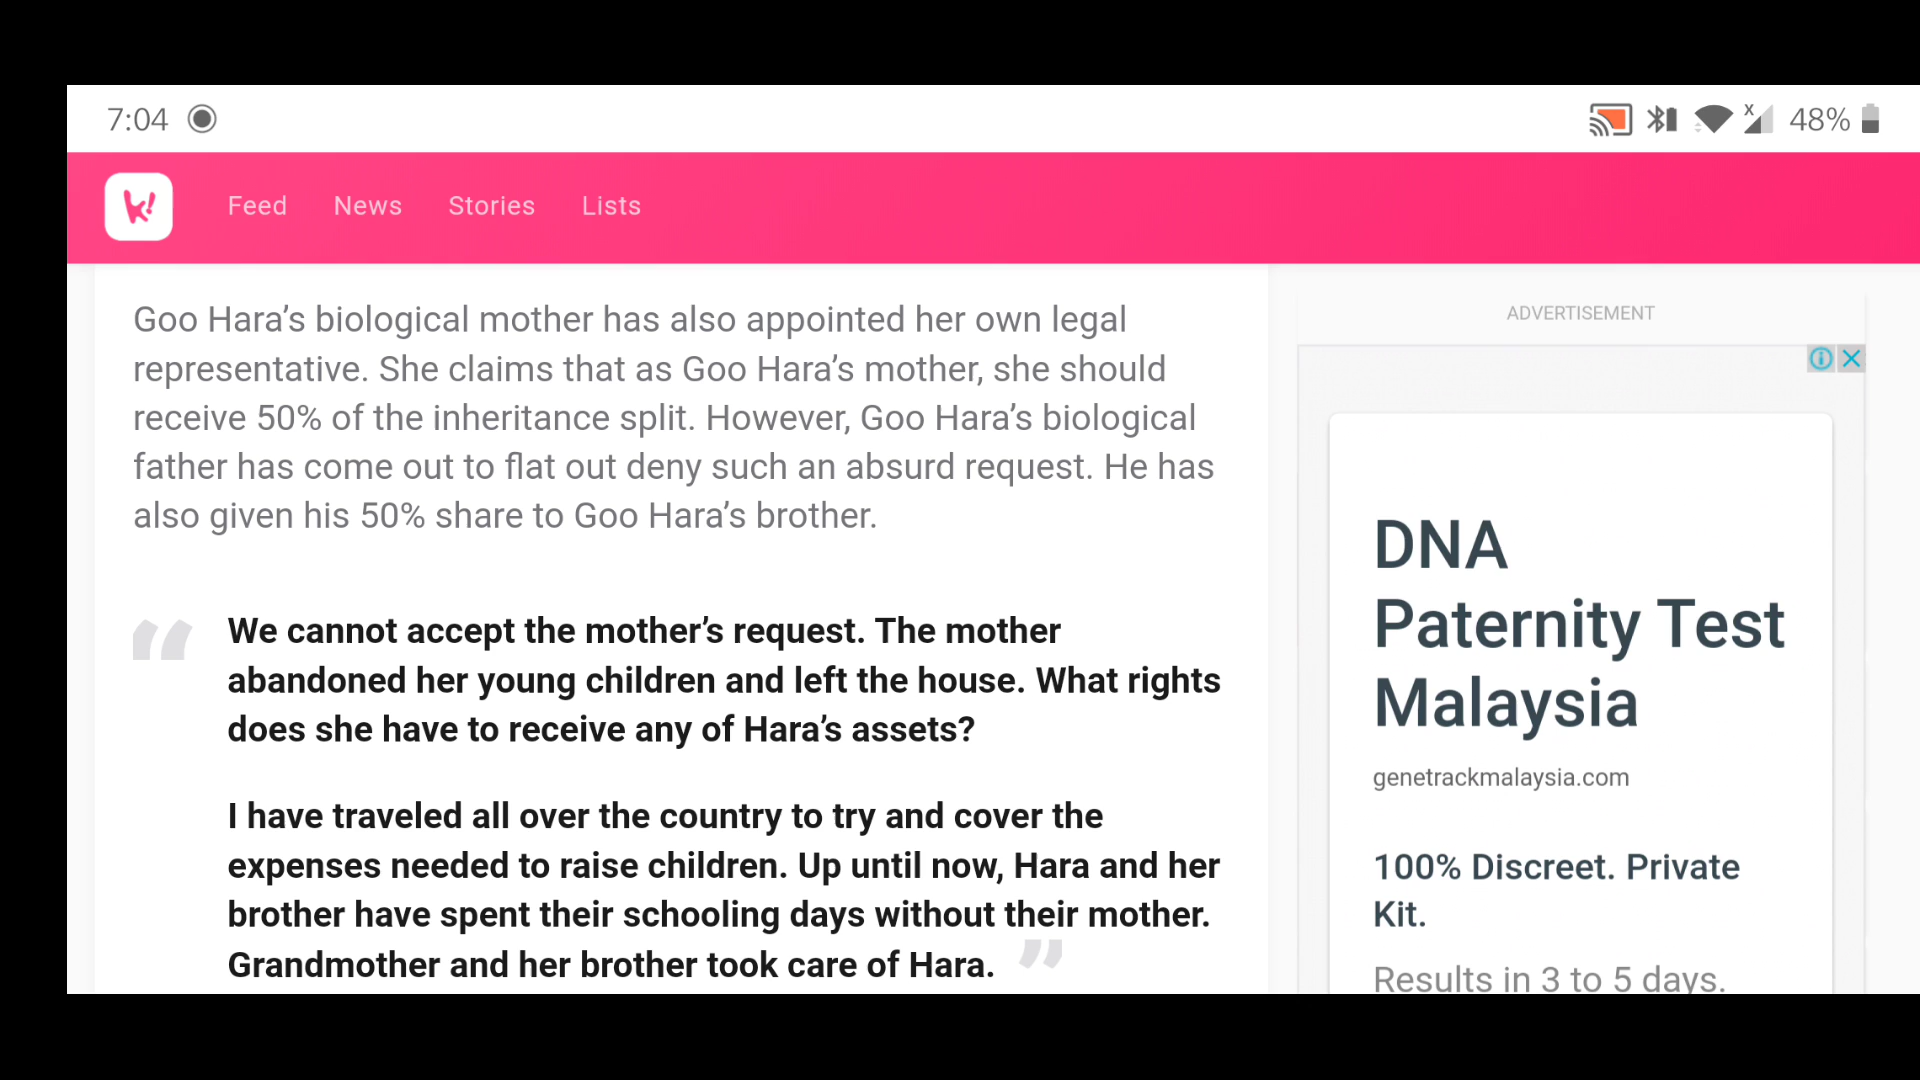 7:04
x 48%
k! Feed News Stories Lists
Goo Hara’s biological mother has also appointed her own legal
representative. She claims that as Goo Hara’s mother, she should
receive 50% of the inheritance split. However, Goo Hara’s biological
father has come out to flat out deny such an absurd request. He has
also given his 50% share to Goo Hara’s brother.
“ We cannot accept the mother’s request. The mother
abandoned her young children and left the house. What rights
does she have to receive any of Hara’s assets?
I have traveled all over the country to try and cover the
expenses needed to raise children. Up until now, Hara and her
brother have spent their schooling days without their mother.
Grandmother and her brother took care of Hara. ”
ADVERTISEMENT
DNA
Paternity Test
Malaysia
genetrackmalaysia.com
100% Discreet. Private
Kit.
Results in 3 to 5 days.